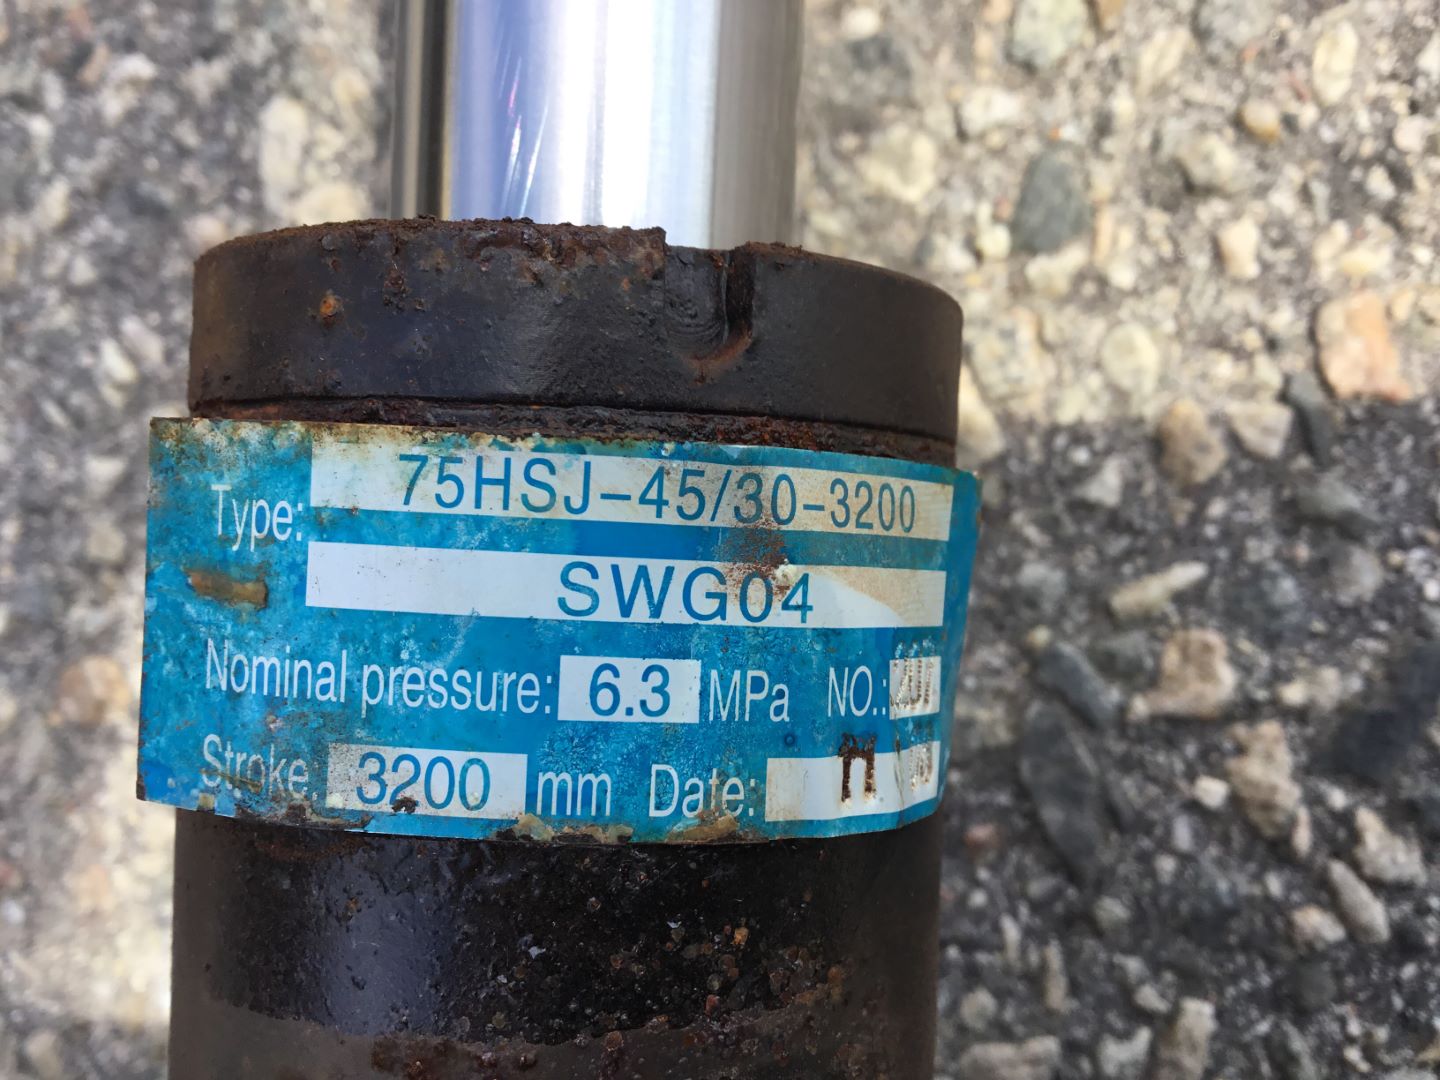 Type: 75HSJ-45/30-3200
SWG04
Nominal pressure: 6.3 MPa NO.:
Stroke 3200 mm Date: